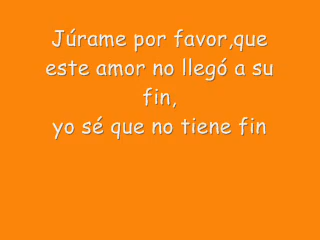 Júrame por favor,que
este amor no llegó a su
fin,
yo sé que no tiene fin